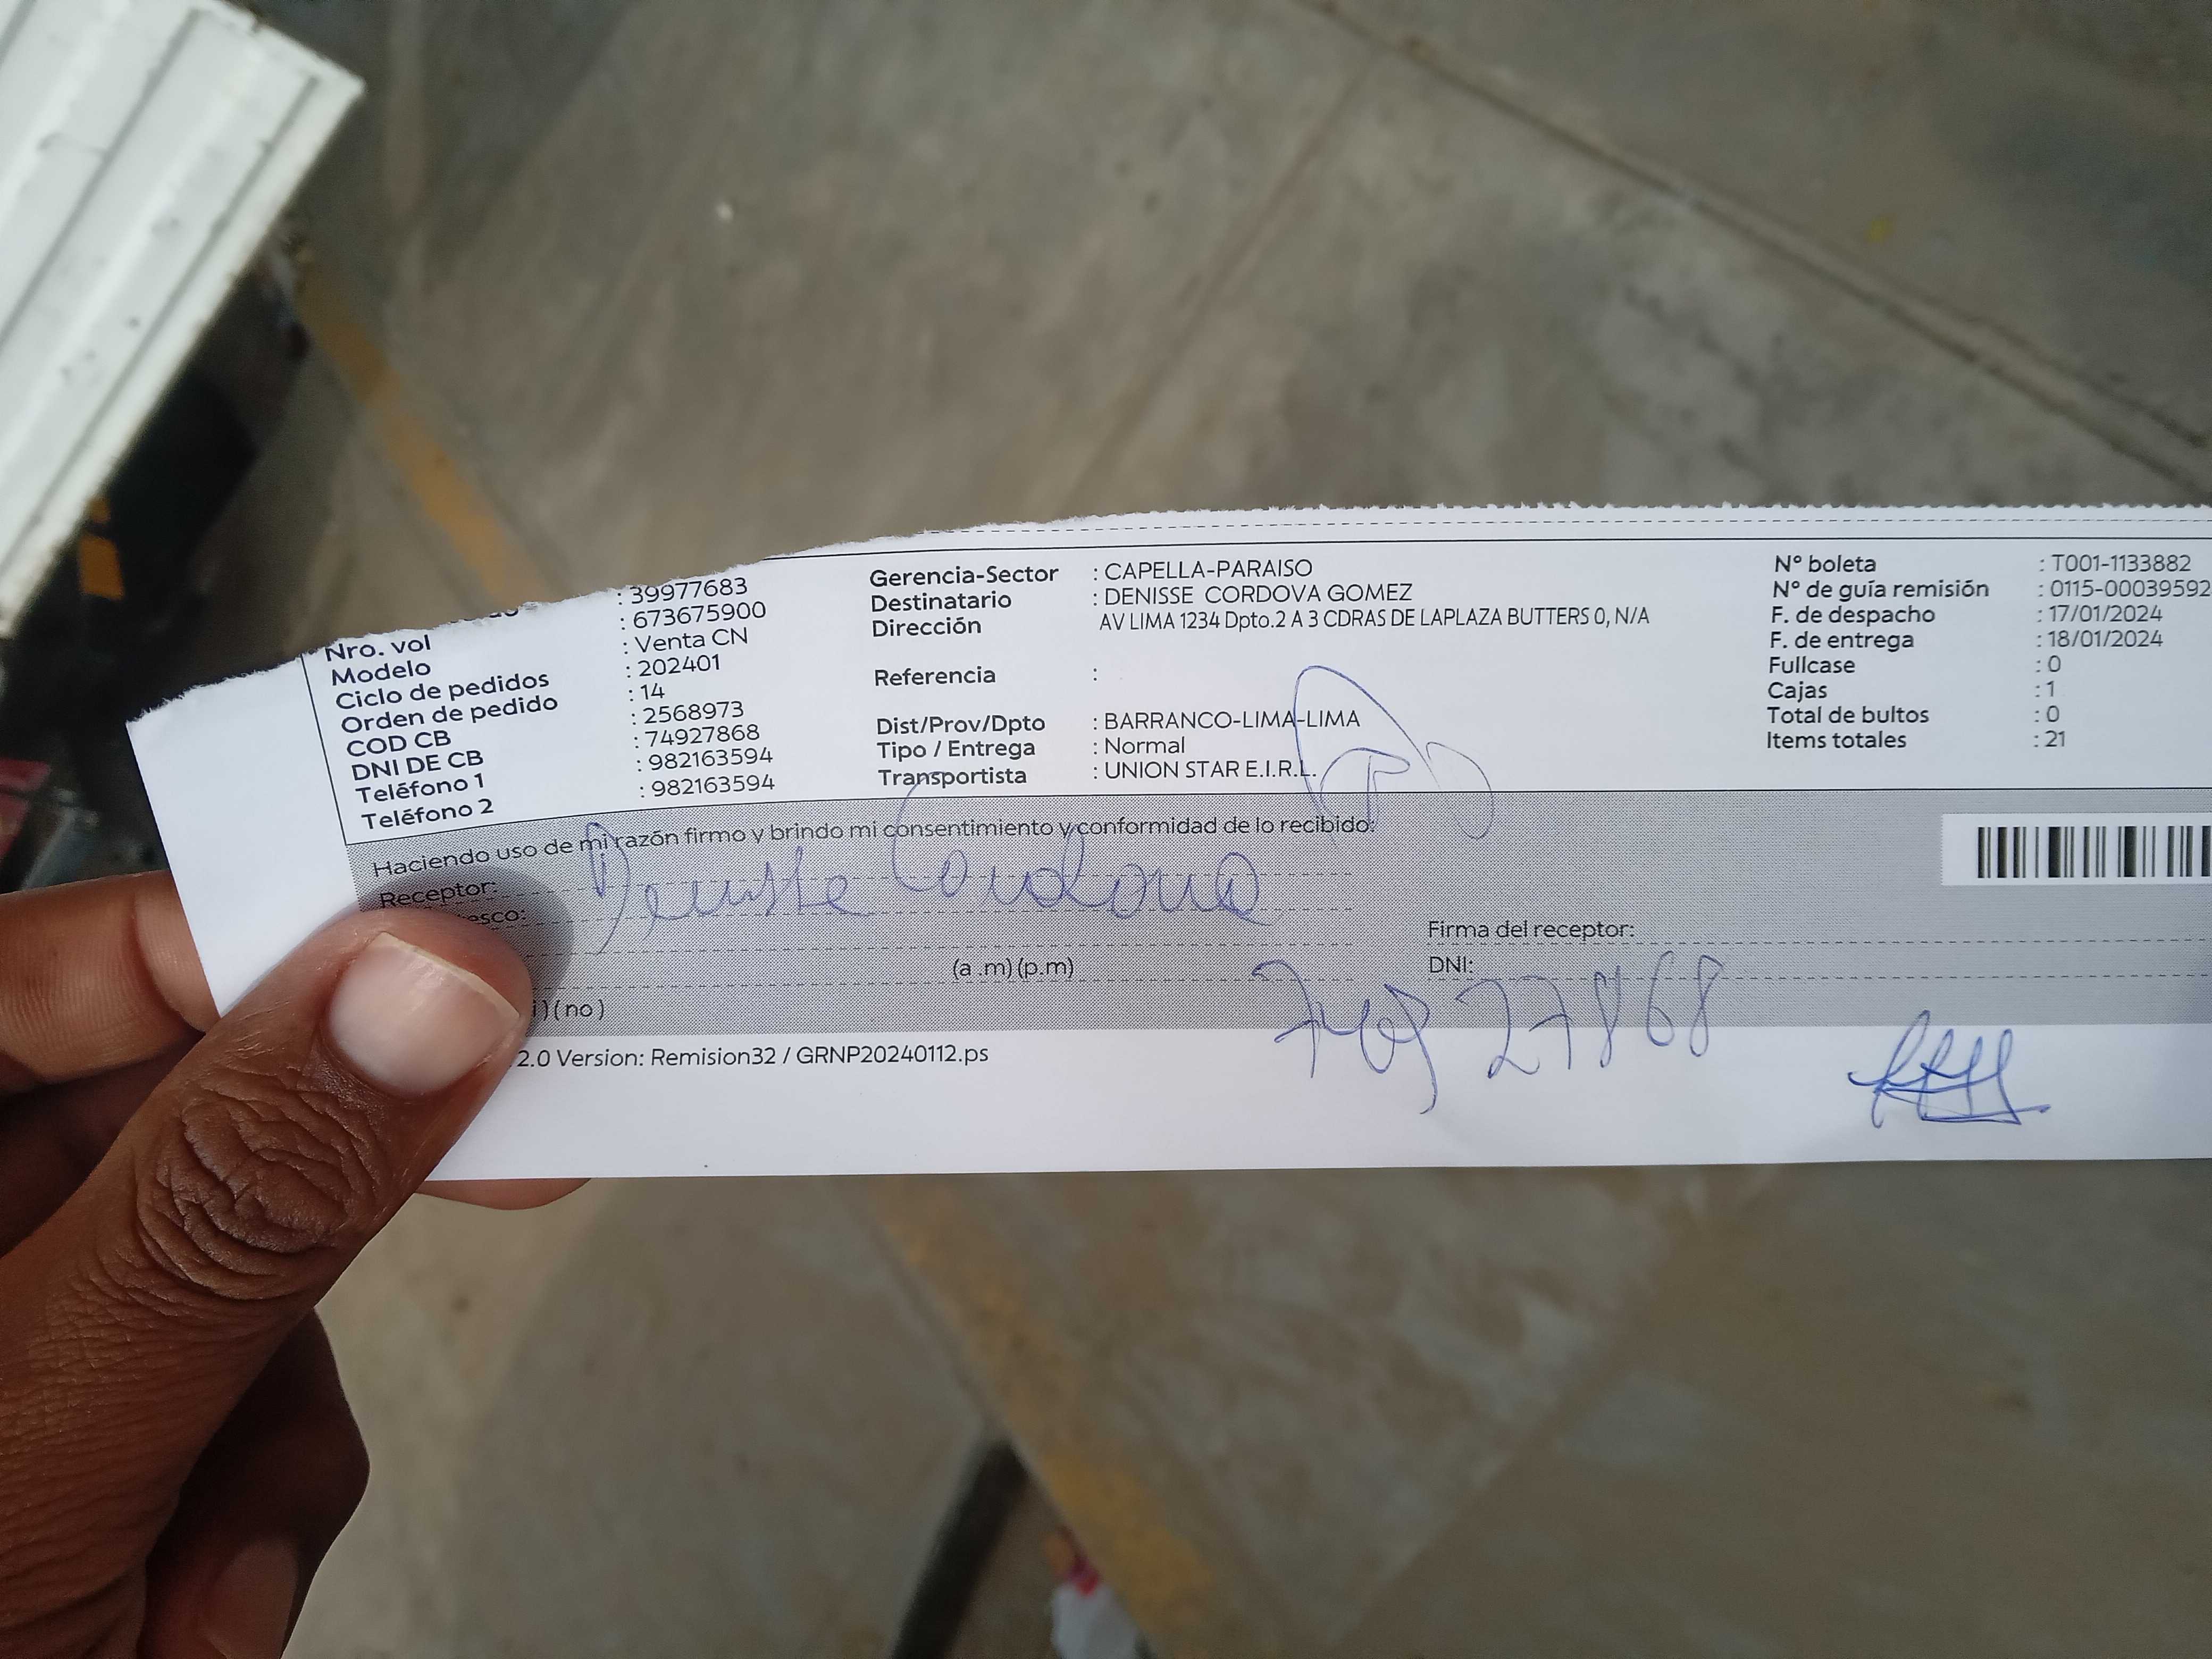 : 39977683
Nro. vol : 673675900
Modelo : Venta CN
Ciclo de pedidos : 202401
Orden de pedido : 14
COD CB : 2568973
DNI DE CB : 74927868
Teléfono 1 : 982163594
Teléfono 2 : 982163594
Gerencia-Sector : CAPELLA-PARAISO
Destinatario : DENISSE CORDOVA GOMEZ
Dirección AV LIMA 1234 Dpto.2 A 3 CDRAS DE LAPLAZA BUTTERS 0, N/A
Referencia :
Dist/Prov/Dpto : BARRANCO-LIMA-LIMA
Tipo / Entrega : Normal
Transportista : UNION STAR E.I.R.L.
Nº boleta : T001-1133882
Nº de guía remisión : 0115-00039592
F. de despacho : 17/01/2024
F. de entrega : 18/01/2024
Fullcase : 0
Cajas : 1
Total de bultos : 0
Items totales : 21
Haciendo uso de mi razón firmo y brindo mi consentimiento y conformidad de lo recibido.
Receptor: Denisse Cordova
esco:
Firma del receptor:
(a .m) (p.m)
DNI: 74927868
i ) ( no )
2.0 Version: Remision32 / GRNP20240112.ps